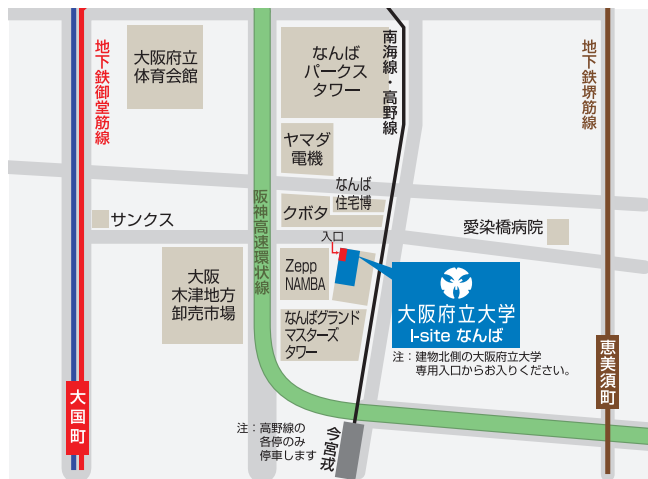 地下鉄御堂筋線
大阪府立
体育会館
なんば
パークス
タワー
南海線・高野線
地下鉄堺筋線
ヤマダ
電機
なんば
住宅博
阪神高速環状線
サンクス
クボタ
愛染橋病院
入口
大阪
木津地方
卸売市場
Zepp
NAMBA
大阪府立大学
I-site なんば
なんばグランド
マスターズ
タワー
注：建物北側の大阪府立大学
専用入口からお入りください。
恵美須町
大国町
注：高野線の
各停のみ
停車します
今宮戎